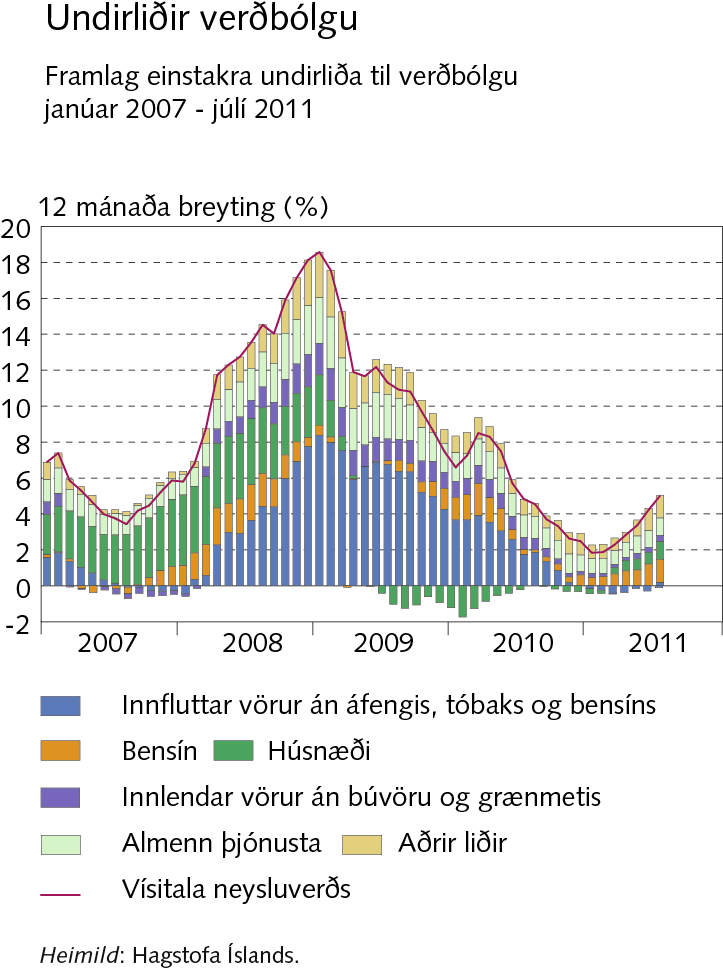 Undirliðir verðbólgu
Framlag einstakra undirliða til verðbólgu
janúar 2007 - júlí 2011
12 mánaða breyting (%)
20
18
16
14
12
10
8
6
4
2
0
-2
2007 2008 2009 2010 2011
Innfluttar vörur án áfengis, tóbaks og bensíns
Bensín Húsnæði
Innlendar vörur án búvöru og grænmetis
Almenn þjónusta Aðrir liðir
Vísitala neysluverðs
Heimild: Hagstofa Íslands.